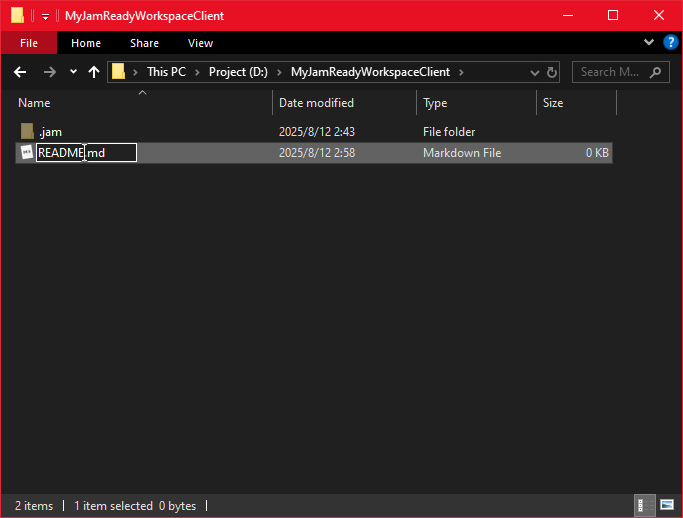 MyJamReadyWorkspaceClient
File Home Share View
This PC Project (D:) MyJamReadyWorkspaceClient Search M...
Name Date modified Type Size
.jam 2025/8/12 2:43 File folder
README.md 2025/8/12 2:58 Markdown File 0 KB
2 items 1 item selected 0 bytes